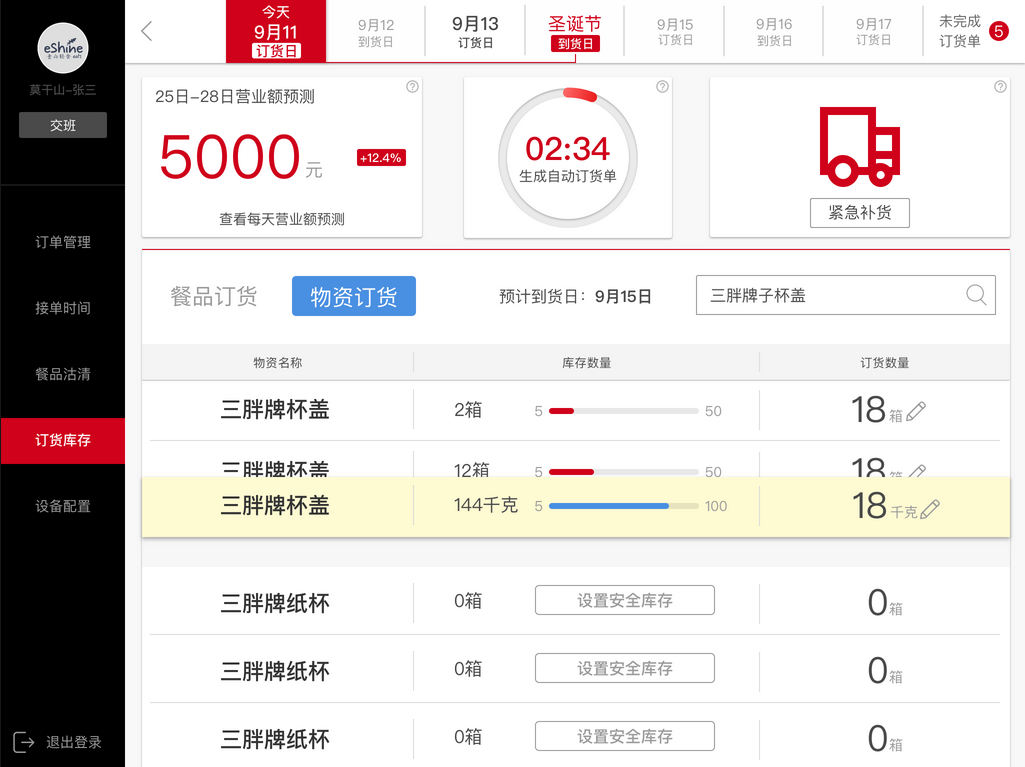 eShine
莫干山-张三
交班
订单管理
接单时间
餐品沽清
订货库存
设备配置
退出登录
今天
9月11
订货日
9月12
到货日
9月13
订货日
圣诞节
到货日
9月15
订货日
9月16
到货日
9月17
订货日
未完成
订货单
5
25日-28日营业额预测
?
5000元
+12.4%
查看每天营业额预测
?
02:34
生成自动订货单
?
紧急补货
餐品订货
物资订货
预计到货日：9月15日
三胖牌子杯盖
物资名称 库存数量 订货数量
三胖牌杯盖 2箱 5 50 18箱
三胖牌杯盖 12箱 5 50 18箱
三胖牌杯盖 144千克 5 100 18千克
三胖牌纸杯 0箱 设置安全库存 0箱
三胖牌纸杯 0箱 设置安全库存 0箱
三胖牌纸杯 0箱 设置安全库存 0箱